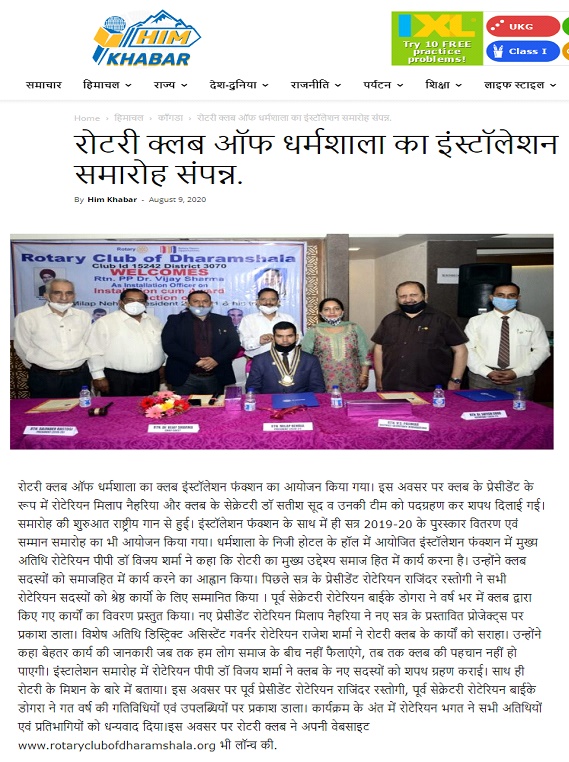 HIM
KHABAR
IXL
Try 10 FREE
practice
problems!
UKG
Class I
समाचार हिमाचल राज्य देश-दुनिया राजनीति पर्यटन शिक्षा लाइफ स्टाइल
Home › हिमाचल › काँगडा › रोटरी क्लब ऑफ धर्मशाला का इंस्टॉलेशन समारोह संपन्न.
रोटरी क्लब ऑफ धर्मशाला का इंस्टॉलेशन
समारोह संपन्न.
By Him Khabar - August 9, 2020
Rotary Club of Dharamshala
Club Id 15242 District 3070
WELCOMES
Rtn. PP Dr. Vijay Sharma
As Installation Officer on
रोटरी क्लब ऑफ धर्मशाला का क्लब इंस्टॉलेशन फंक्शन का आयोजन किया गया। इस अवसर पर क्लब के प्रेसीडेंट के
रूप में रोटेरियन मिलाप नैहरिया और क्लब के सेक्रेटरी डॉ सतीश सूद व उनकी टीम को पदग्रहण कर शपथ दिलाई गई।
समारोह की शुरुआत राष्ट्रीय गान से हुई। इंस्टॉलेशन फंक्शन के साथ में ही सत्र 2019-20 के पुरस्कार वितरण एवं
सम्मान समारोह का भी आयोजन किया गया। धर्मशाला के निजी होटल के हॉल में आयोजित इंस्टॉलेशन फंक्शन में मुख्य
अतिथि रोटेरियन पीपी डॉ विजय शर्मा ने कहा कि रोटरी का मुख्य उद्देश्य समाज हित में कार्य करना है। उन्होंने क्लब
सदस्यों को समाजहित में कार्य करने का आह्वान किया। पिछले सत्र के प्रेसीडेंट रोटेरियन राजिंदर रस्तोगी ने सभी
रोटेरियन सदस्यों को श्रेष्ठ कार्यो के लिए सम्मानित किया । पूर्व सेक्रेटरी रोटेरियन बाईके डोगरा ने वर्ष भर में क्लब द्वारा
किए गए कार्यों का विवरण प्रस्तुत किया। नए प्रेसीडेंट रोटेरियन मिलाप नैहरिया ने नए सत्र के प्रस्तावित प्रोजेक्ट्स पर
प्रकाश डाला। विशेष अतिथि डिस्ट्रिक्ट असिस्टेंट गवर्नर रोटेरियन राजेश शर्मा ने रोटरी क्लब के कार्यों को सराहा। उन्होंने
कहा बेहतर कार्य की जानकारी जब तक हम लोग समाज के बीच नहीं फैलाएंगे, तब तक क्लब की पहचान नहीं हो
पाएगी। इंस्टालेशन समारोह में रोटेरियन पीपी डॉ विजय शर्मा ने क्लब के नए सदस्यों को शपथ ग्रहण कराई। साथ ही
रोटरी के मिशन के बारे में बताया।इस अवसर पर पूर्व प्रेसीडेंट रोटेरियन राजिंदर रस्तोगी, पूर्व सेक्रेटरी रोटेरियन बाईके
डोगरा ने गत वर्ष की गतिविधियों एवं उपलब्धियों पर प्रकाश डाला। कार्यक्रम के अंत में रोटेरियन भगत ने सभी अतिथियों
एवं प्रतिभागियों को धन्यवाद दिया।इस अवसर पर रोटरी क्लब ने अपनी वेबसाइट
www.rotaryclubofdharamshala.org भी लॉन्च की.